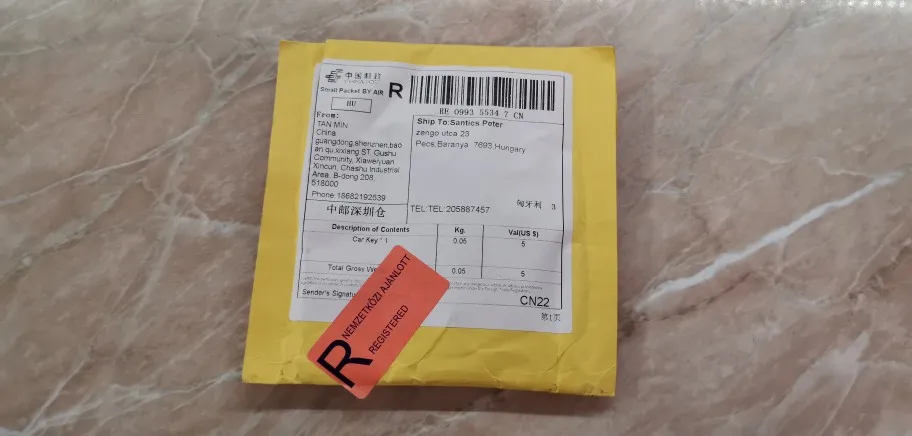 中国邮政
CHINA POST
Small Packet BY AIR
R
HU
RE 0993 5534 7 CN
From:
TAN MIN
China
guangdong,shenzhen,bao
an qu,xixiang ST. Gushu
Community, Xiaweiyuan
Xincun, Chashu Industrial
Area, B-dong 208,
518000
Phone:18682192539
Ship To:Santics Peter
zengo utca 23
Pecs,Baranya 7693,Hungary
匈牙利 3
中邮深圳仓
TEL:TEL:205887457
Description of Contents Kg. Val(US $)
Car Key * 1 0.05 5
Total Gross 0.05 5
Sender's Signatu
CN22
第1页
R
NEMZETKÖZI AJÁNLOTT
REGISTERED